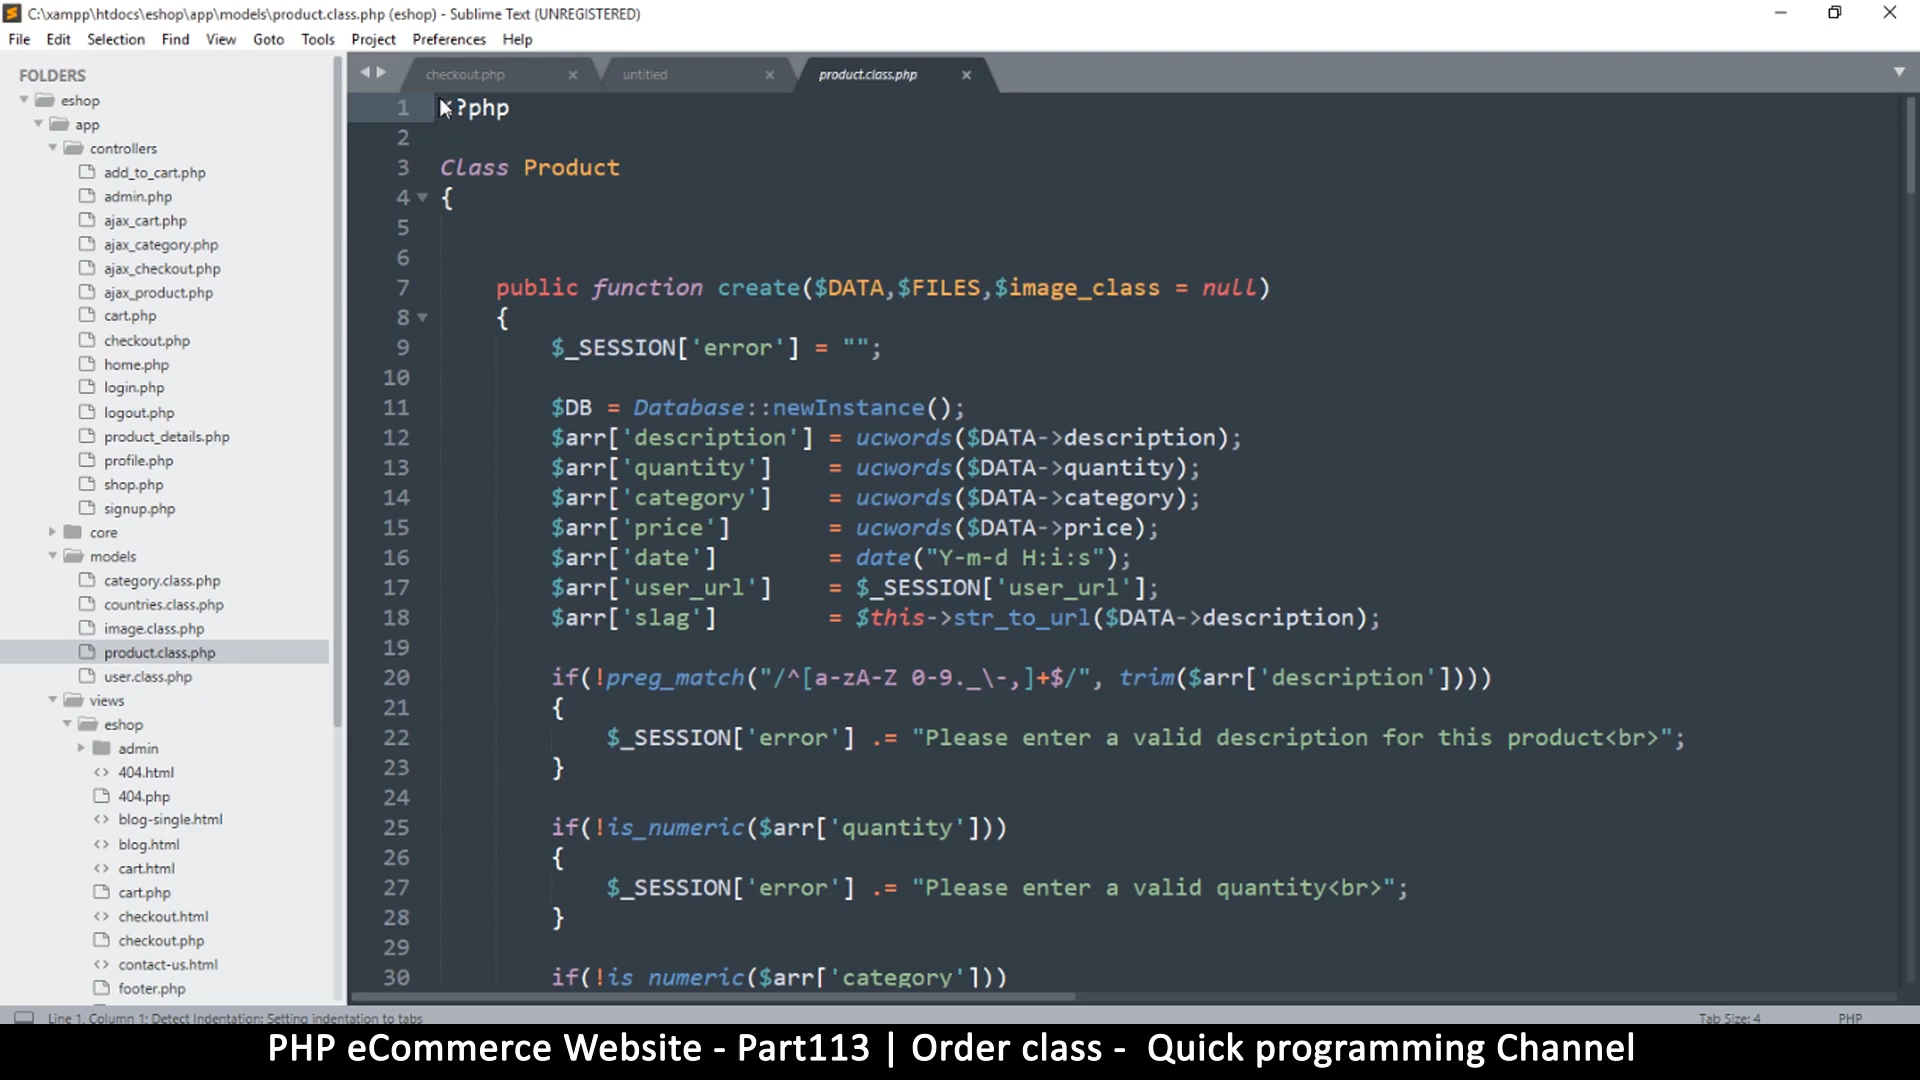 C:\xampp\htdocs\eshop\app\models\product.class.php (eshop) - Sublime Text (UNREGISTERED)
File Edit Selection Find View Goto Tools Project Preferences Help
FOLDERS
eshop
app
controllers
add_to_cart.php
admin.php
ajax_cart.php
ajax_category.php
ajax_checkout.php
ajax_product.php
cart.php
checkout.php
home.php
login.php
logout.php
product_details.php
profile.php
shop.php
signup.php
core
models
category.class.php
countries.class.php
image.class.php
product.class.php
user.class.php
views
eshop
admin
404.html
404.php
blog-single.html
blog.html
cart.html
cart.php
checkout.html
checkout.php
contact-us.html
footer.php
checkout.php untitled product.class.php
1 <?php
2
3 Class Product
4 {
5
6
7 public function create($DATA,$FILES,$image_class = null)
8 {
9 $_SESSION['error'] = "";
10
11 $DB = Database::newInstance();
12 $arr['description'] = ucwords($DATA->description);
13 $arr['quantity'] = ucwords($DATA->quantity);
14 $arr['category'] = ucwords($DATA->category);
15 $arr['price'] = ucwords($DATA->price);
16 $arr['date'] = date("Y-m-d H:i:s");
17 $arr['user_url'] = $_SESSION['user_url'];
18 $arr['slag'] = $this->str_to_url($DATA->description);
19
20 if(!preg_match("/^[a-zA-Z 0-9._\-,]+$/", trim($arr['description'])))
21 {
22 $_SESSION['error'] .= "Please enter a valid description for this product<br>";
23 }
24
25 if(!is_numeric($arr['quantity']))
26 {
27 $_SESSION['error'] .= "Please enter a valid quantity<br>";
28 }
29
30 if(!is_numeric($arr['category']))
Line 1, Column 1; Detect Indentation: Setting indentation to tabs Tab Size: 4 PHP
PHP eCommerce Website - Part113 | Order class - Quick programming Channel